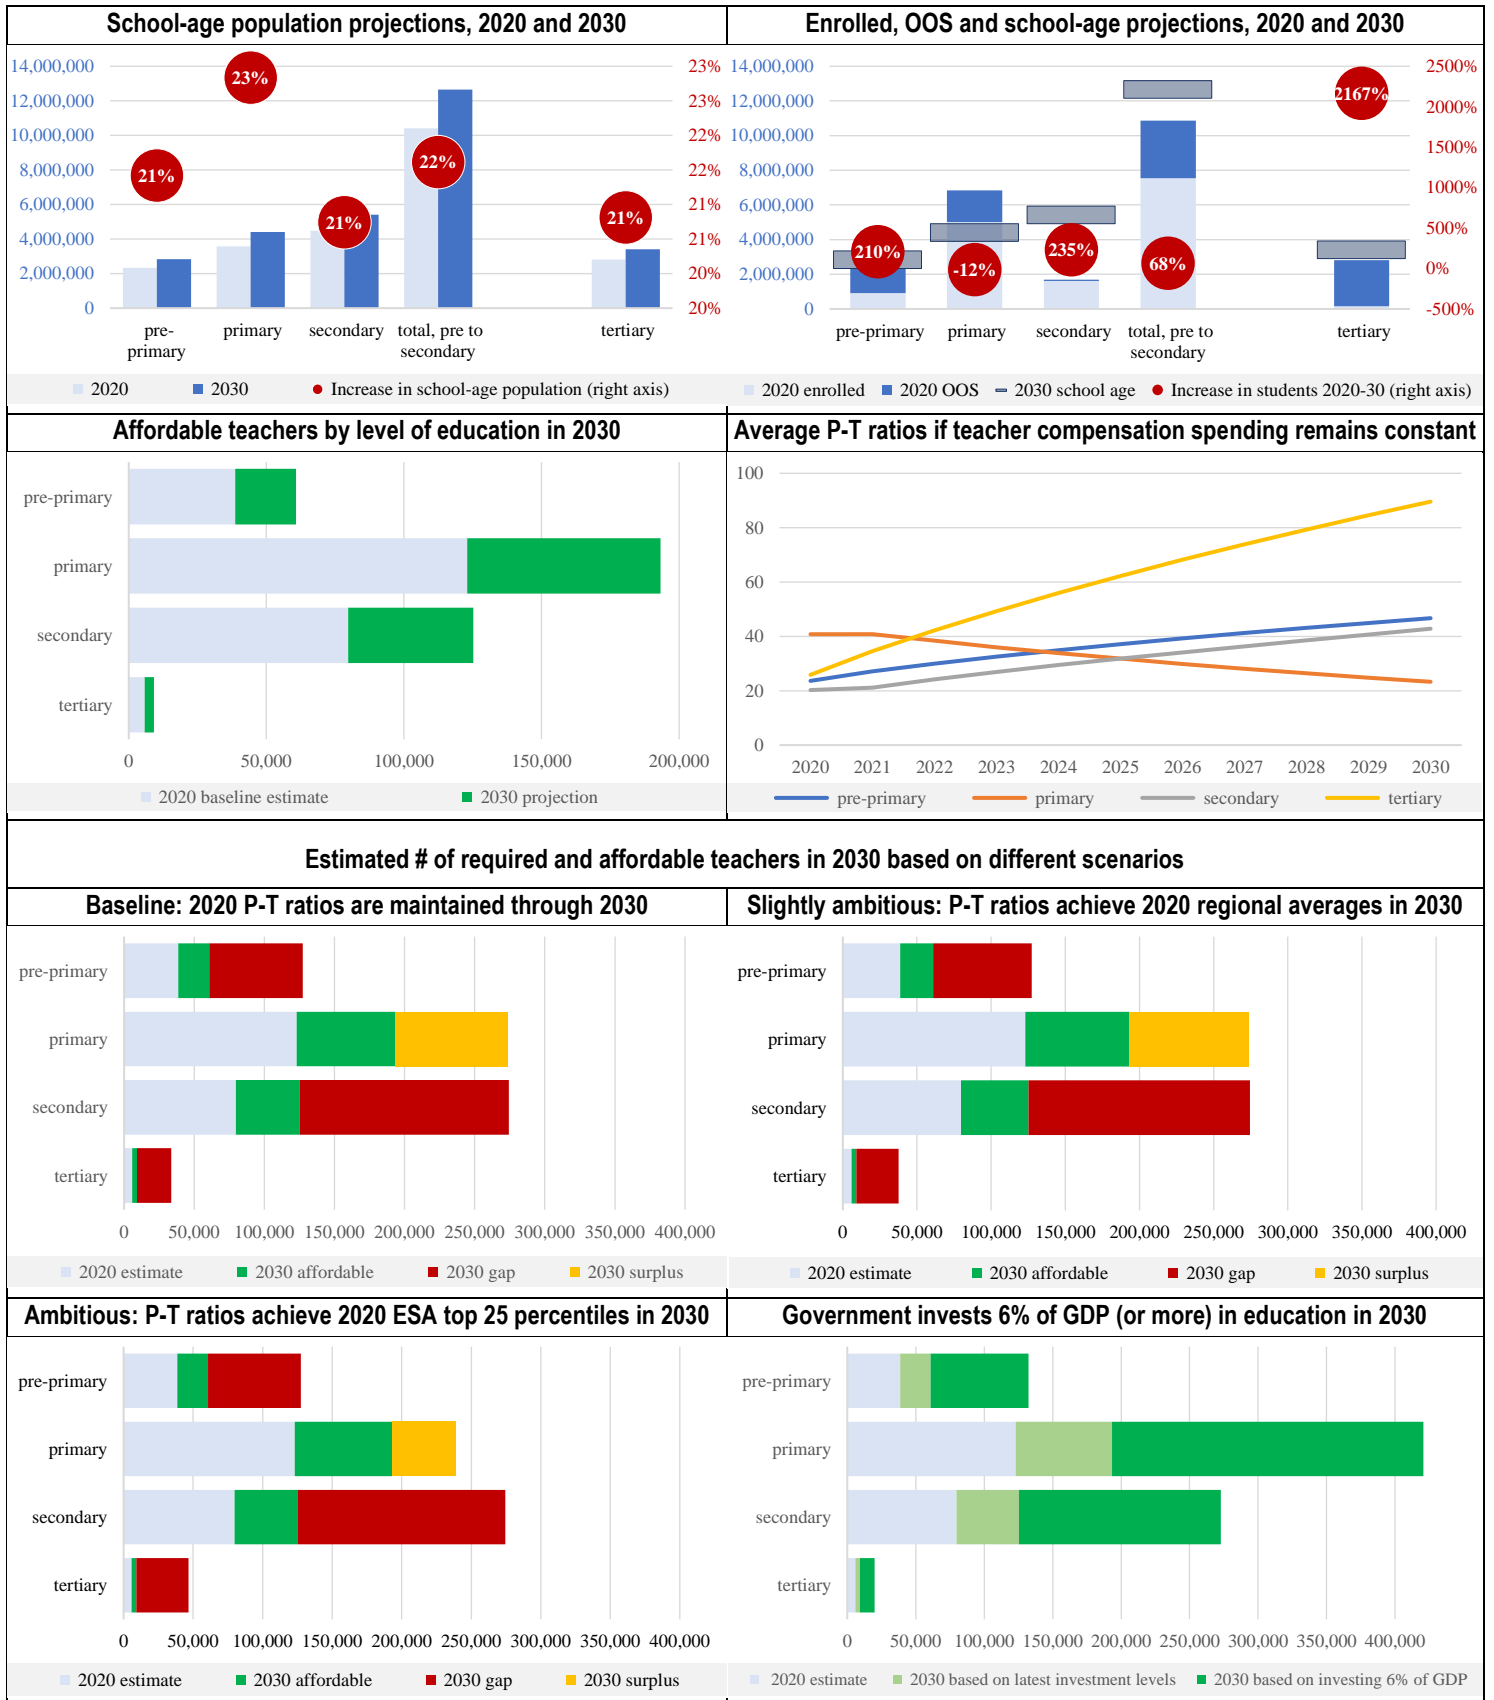 School-age population projections, 2020 and 2030
14,000,000
12,000,000
10,000,000
8,000,000
6,000,000
4,000,000
2,000,000
0
23%
23%
22%
22%
21%
21%
20%
20%
21%
23%
21%
22%
21%
pre-
primary
primary
secondary
total, pre to
secondary
tertiary
2020
2030
Increase in school-age population (right axis)
Enrolled, OOS and school-age projections, 2020 and 2030
14,000,000
12,000,000
10,000,000
8,000,000
6,000,000
4,000,000
2,000,000
0
2500%
2000%
1500%
1000%
500%
0%
-500%
210%
-12%
235%
68%
2167%
pre-primary
primary
secondary
total, pre to
secondary
tertiary
2020 enrolled
2020 OOS
2030 school age
Increase in students 2020-30 (right axis)
Affordable teachers by level of education in 2030
pre-primary
primary
secondary
tertiary
0 50,000 100,000 150,000 200,000
2020 baseline estimate
2030 projection
Average P-T ratios if teacher compensation spending remains constant
100
80
60
40
20
0
2020 2021 2022 2023 2024 2025 2026 2027 2028 2029 2030
pre-primary
primary
secondary
tertiary
Estimated # of required and affordable teachers in 2030 based on different scenarios
Baseline: 2020 P-T ratios are maintained through 2030
pre-primary
primary
secondary
tertiary
0 50,000 100,000 150,000 200,000 250,000 300,000 350,000 400,000
2020 estimate
2030 affordable
2030 gap
2030 surplus
Slightly ambitious: P-T ratios achieve 2020 regional averages in 2030
pre-primary
primary
secondary
tertiary
0 50,000 100,000 150,000 200,000 250,000 300,000 350,000 400,000
2020 estimate
2030 affordable
2030 gap
2030 surplus
Ambitious: P-T ratios achieve 2020 ESA top 25 percentiles in 2030
pre-primary
primary
secondary
tertiary
0 50,000 100,000 150,000 200,000 250,000 300,000 350,000 400,000
2020 estimate
2030 affordable
2030 gap
2030 surplus
Government invests 6% of GDP (or more) in education in 2030
pre-primary
primary
secondary
tertiary
0 50,000 100,000 150,000 200,000 250,000 300,000 350,000 400,000
2020 estimate
2030 based on latest investment levels
2030 based on investing 6% of GDP